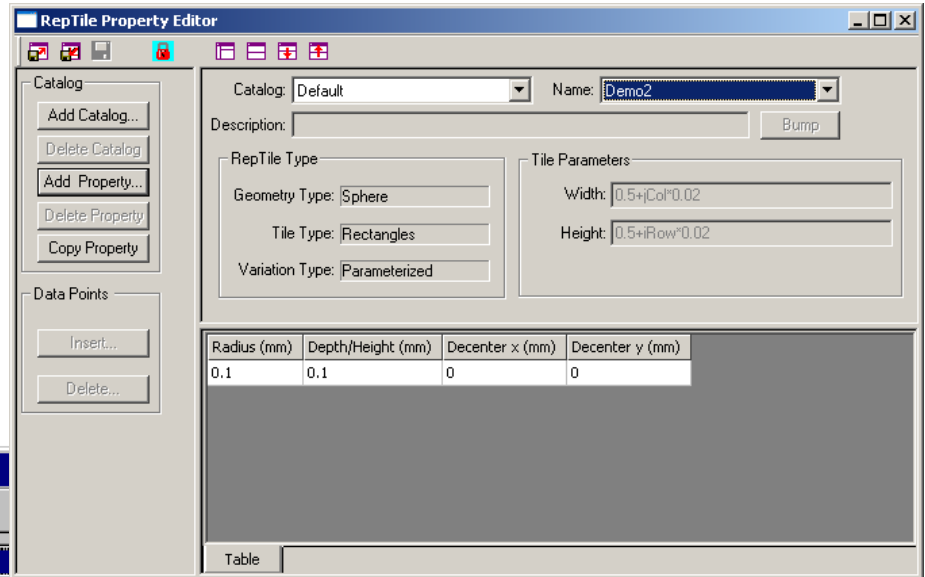 RepTile Property Editor
Catalog
Add Catalog...
Delete Catalog
Add Property...
Delete Property
Copy Property
Data Points
Insert...
Delete...
Catalog: Default Name: Demo2
Description: Bump
RepTile Type
Geometry Type: Sphere
Tile Type: Rectangles
Variation Type: Parameterized
Tile Parameters
Width: 0.5+jCol*0.02
Height: 0.5+iRow*0.02
Radius (mm) Depth/Height (mm) Decenter x (mm) Decenter y (mm)
0.1 0.1 0 0
Table